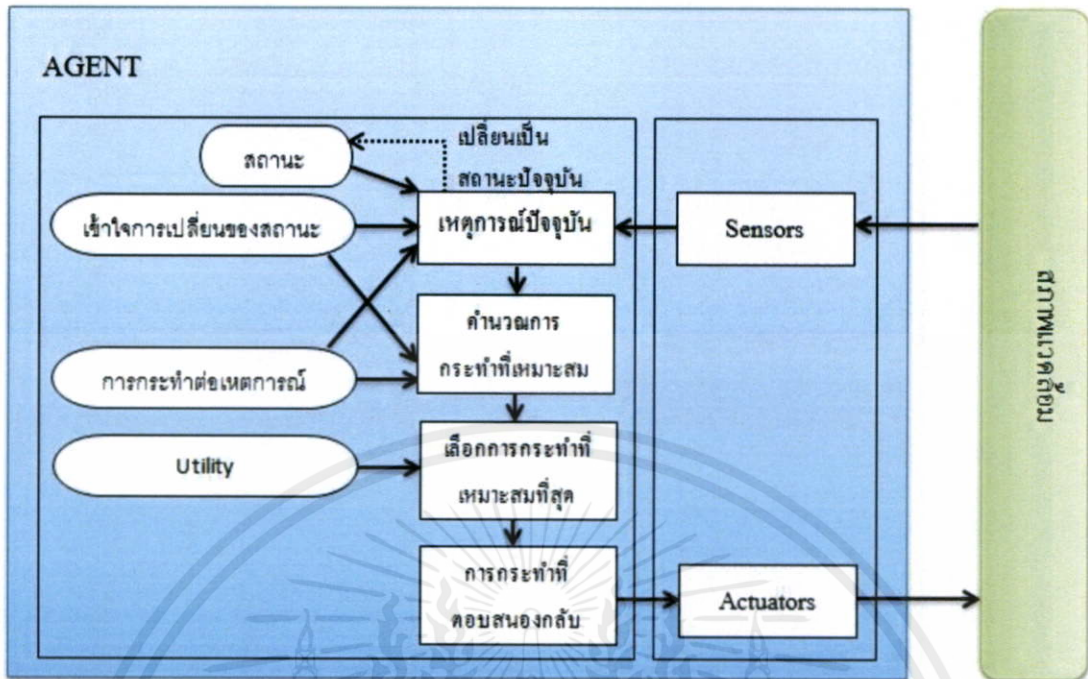 AGENT
สถานะ
เปลี่ยนเป็น
สถานะปัจจุบัน
เข้าใจการเปลี่ยนของสถานะ
เหตุการณ์ปัจจุบัน
Sensors
คำนวณการ
กระทำที่เหมาะสม
การกระทำต่อเหตการณ์
Utility
เลือกการกระทำที่
เหมาะสมที่สุด
การกระทำที่
ตอบสนองกลับ
Actuators
สภาพแวดล้อม